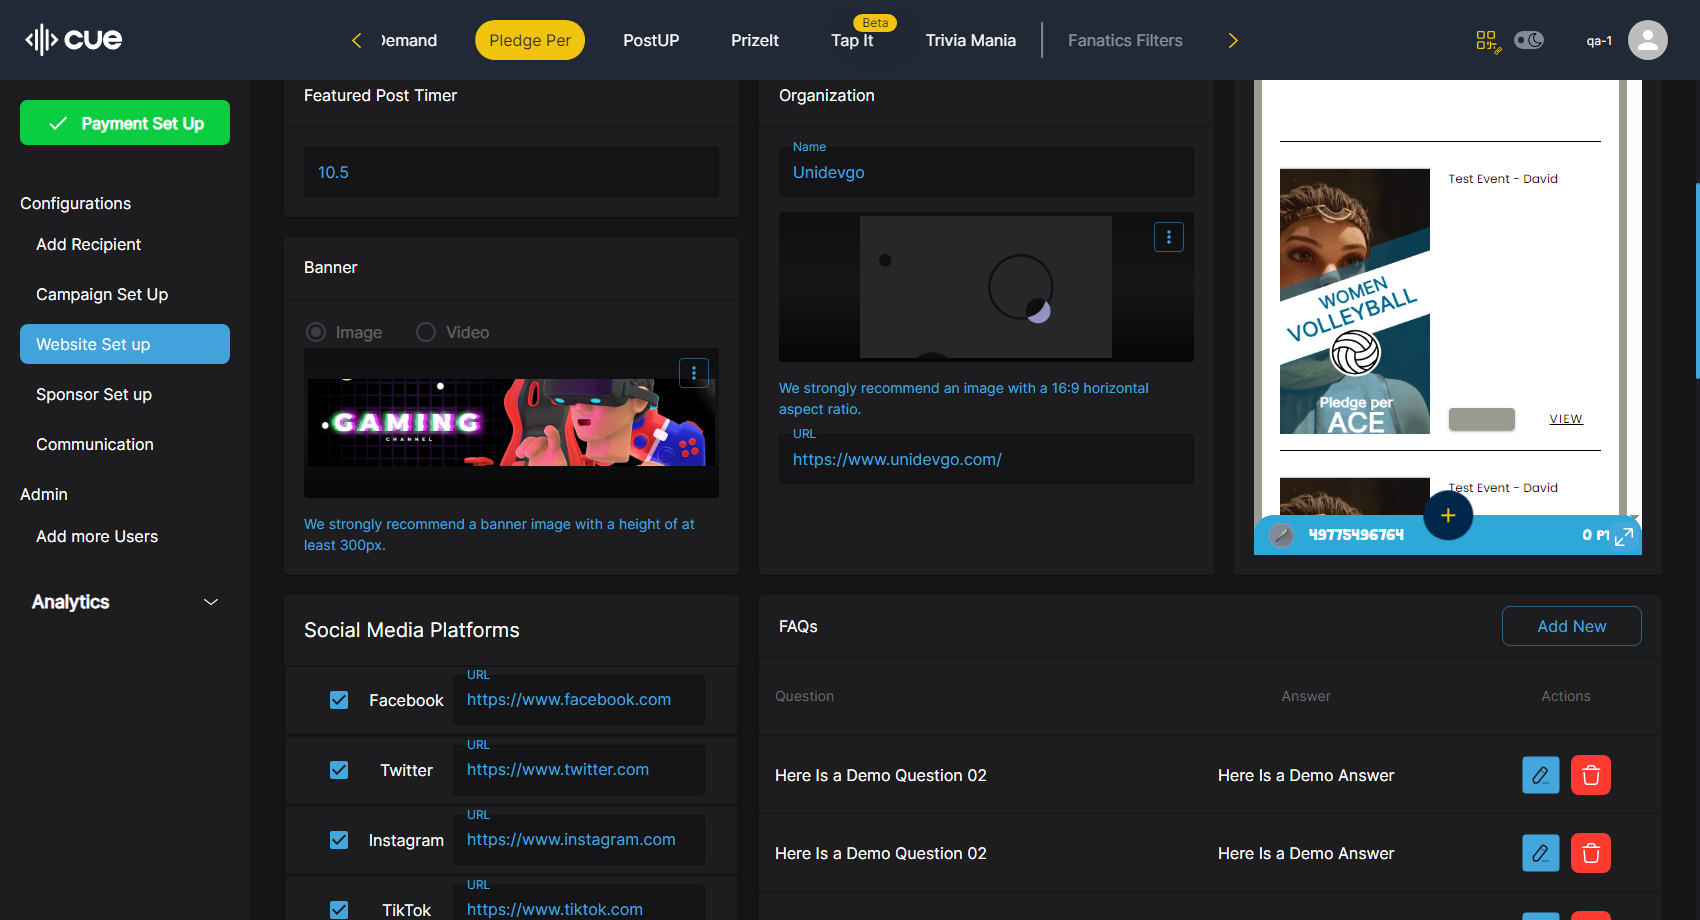 cue
Demand
Pledge Per
PostUP
PrizeIt
Beta
Tap It
Trivia Mania
Fanatics Filters
qa-1
Payment Set Up
Configurations
Add Recipient
Campaign Set Up
Website Set up
Sponsor Set up
Communication
Admin
Add more Users
Analytics
Featured Post Timer
10.5
Banner
Image
Video
GAMING
CHANNEL
We strongly recommend a banner image with a height of at
least 300px.
Organization
Name
Unidevgo
We strongly recommend an image with a 16:9 horizontal
aspect ratio.
URL
https://www.unidevgo.com/
Test Event - David
WOMEN
VOLLEYBALL
Pledge per
ACE
VIEW
Test Event - David
49775496764
0 PT
Social Media Platforms
Facebook
URL
https://www.facebook.com
Twitter
URL
https://www.twitter.com
Instagram
URL
https://www.instagram.com
TikTok
URL
https://www.tiktok.com
FAQs
Add New
Question
Answer
Actions
Here Is a Demo Question 02
Here Is a Demo Answer
Here Is a Demo Question 02
Here Is a Demo Answer